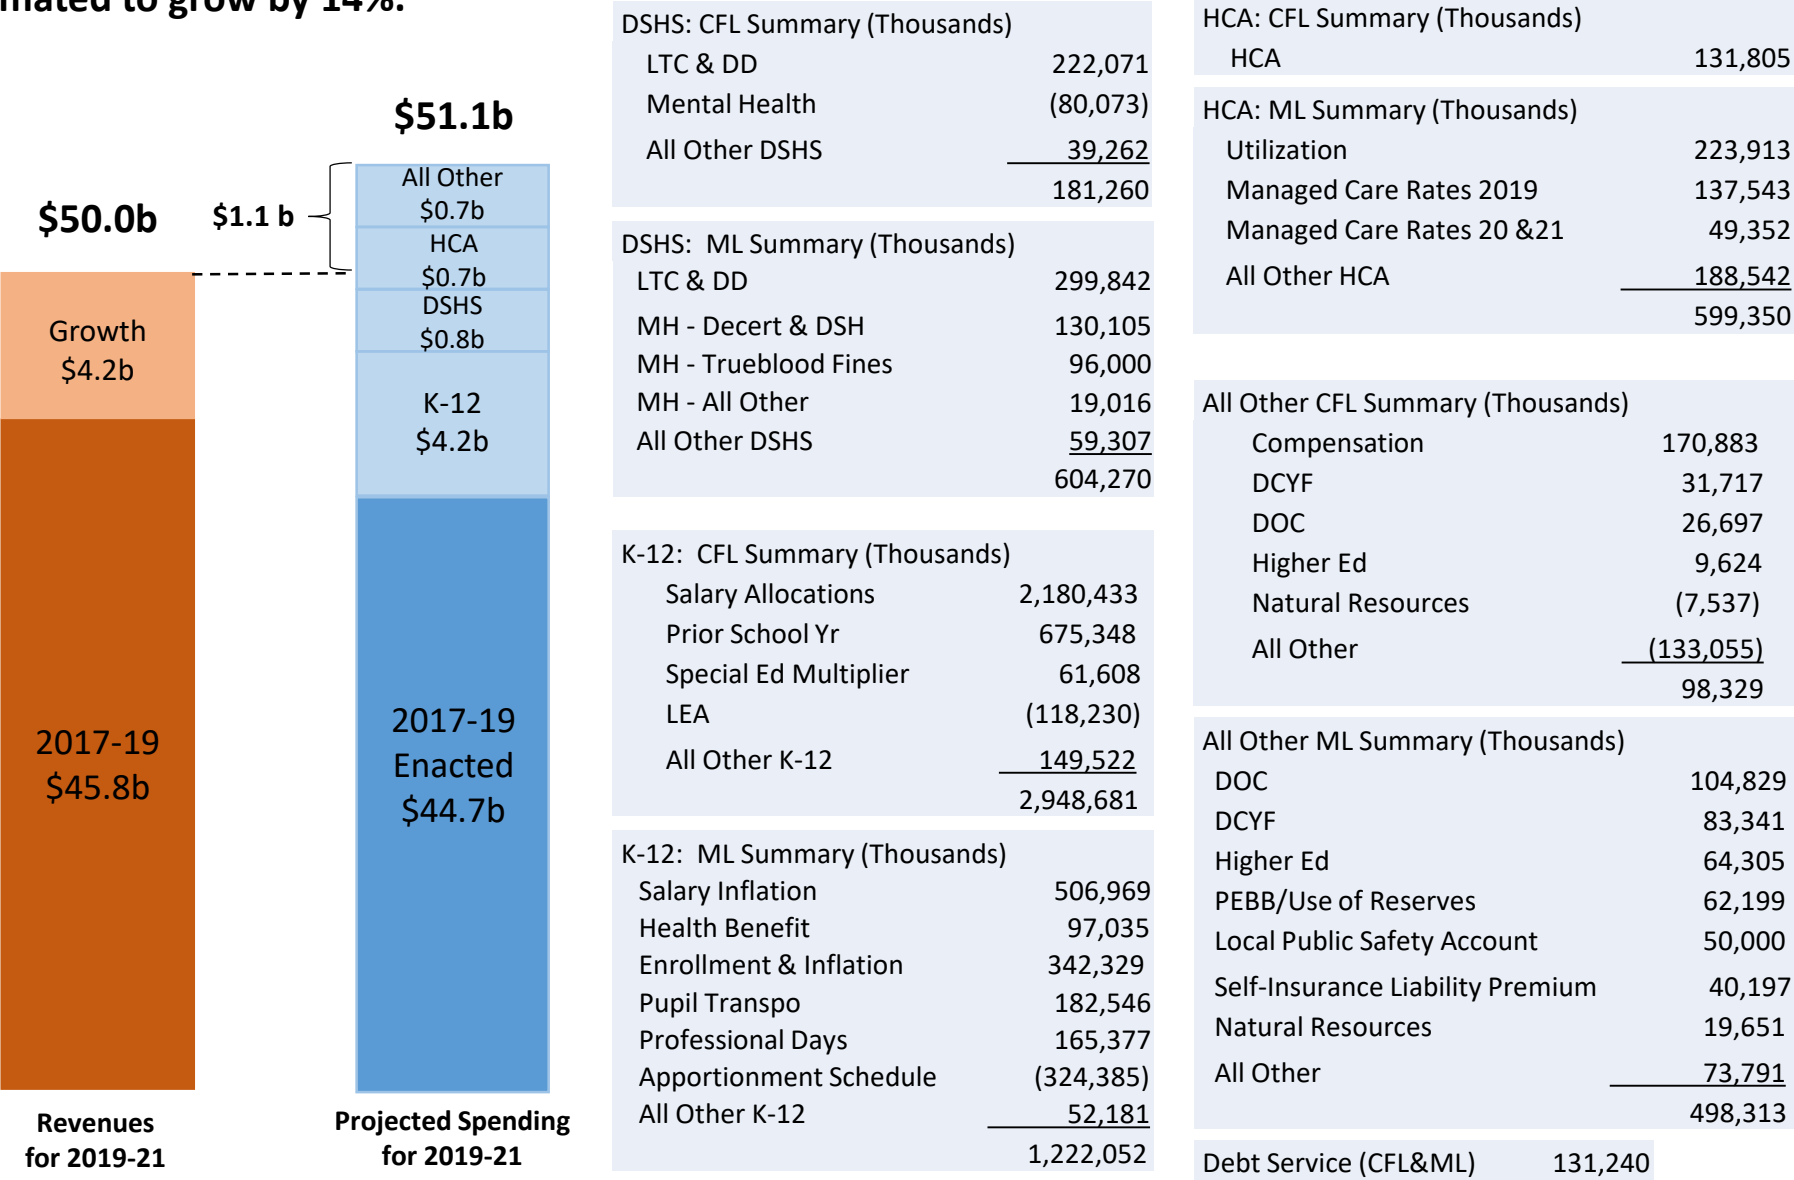 to grow by 14%.
$50.0b
Growth
$4.2b
2017-19
$45.8b
Revenues
for 2019-21
$1.1 b
$51.1b
All Other
$0.7b
HCA
$0.7b
DSHS
$0.8b
K-12
$4.2b
2017-19
Enacted
$44.7b
Projected Spending
for 2019-21
DSHS: CFL Summary (Thousands)
LTC & DD 222,071
Mental Health (80,073)
All Other DSHS 39,262
181,260
DSHS: ML Summary (Thousands)
LTC & DD 299,842
MH - Decert & DSH 130,105
MH - Trueblood Fines 96,000
MH - All Other 19,016
All Other DSHS 59,307
604,270
K-12: CFL Summary (Thousands)
Salary Allocations 2,180,433
Prior School Yr 675,348
Special Ed Multiplier 61,608
LEA (118,230)
All Other K-12 149,522
2,948,681
K-12: ML Summary (Thousands)
Salary Inflation 506,969
Health Benefit 97,035
Enrollment & Inflation 342,329
Pupil Transpo 182,546
Professional Days 165,377
Apportionment Schedule (324,385)
All Other K-12 52,181
1,222,052
HCA: CFL Summary (Thousands)
HCA 131,805
HCA: ML Summary (Thousands)
Utilization 223,913
Managed Care Rates 2019 137,543
Managed Care Rates 20 &21 49,352
All Other HCA 188,542
599,350
All Other CFL Summary (Thousands)
Compensation 170,883
DCYF 31,717
DOC 26,697
Higher Ed 9,624
Natural Resources (7,537)
All Other (133,055)
98,329
All Other ML Summary (Thousands)
DOC 104,829
DCYF 83,341
Higher Ed 64,305
PEBB/Use of Reserves 62,199
Local Public Safety Account 50,000
Self-Insurance Liability Premium 40,197
Natural Resources 19,651
All Other 73,791
498,313
Debt Service (CFL&ML) 131,240